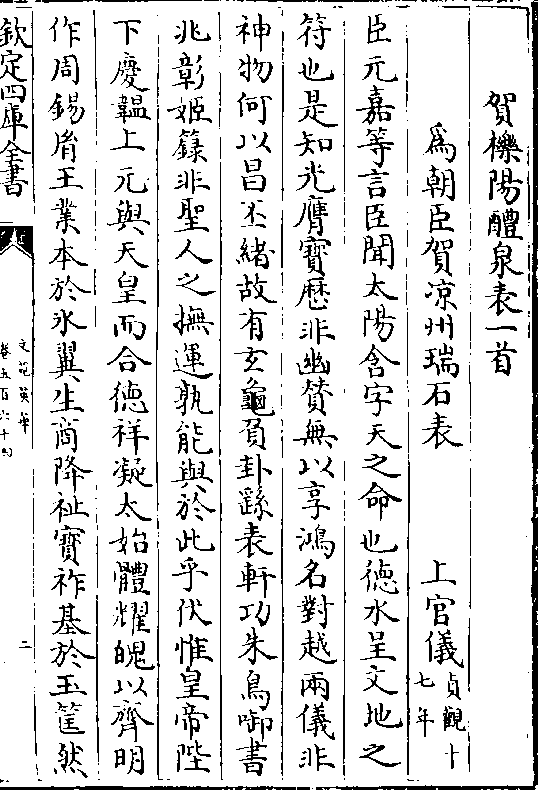 賀櫟陽醴泉表一首
為朝臣賀凉州瑞石表 上官儀 貞觀十七年
臣元嘉等言臣聞太陽含字天之命也德水呈文地之
符也是知光膺寶厯非幽贊無以享鴻名對越兩儀非
神物何以昌丕緒故有玄龜負卦繇表軒功朱鳥啣書
兆彰姬籙非聖人之撫運孰能與於此乎伏惟皇帝陛
下慶韞上元與天皇而合德祥凝太始體耀魄以齊明
作周錫胤王業本於氷翼生商降祉寳祚基於玉筐然
欽定四庫全書
文苑英華
卷五百六十四
二